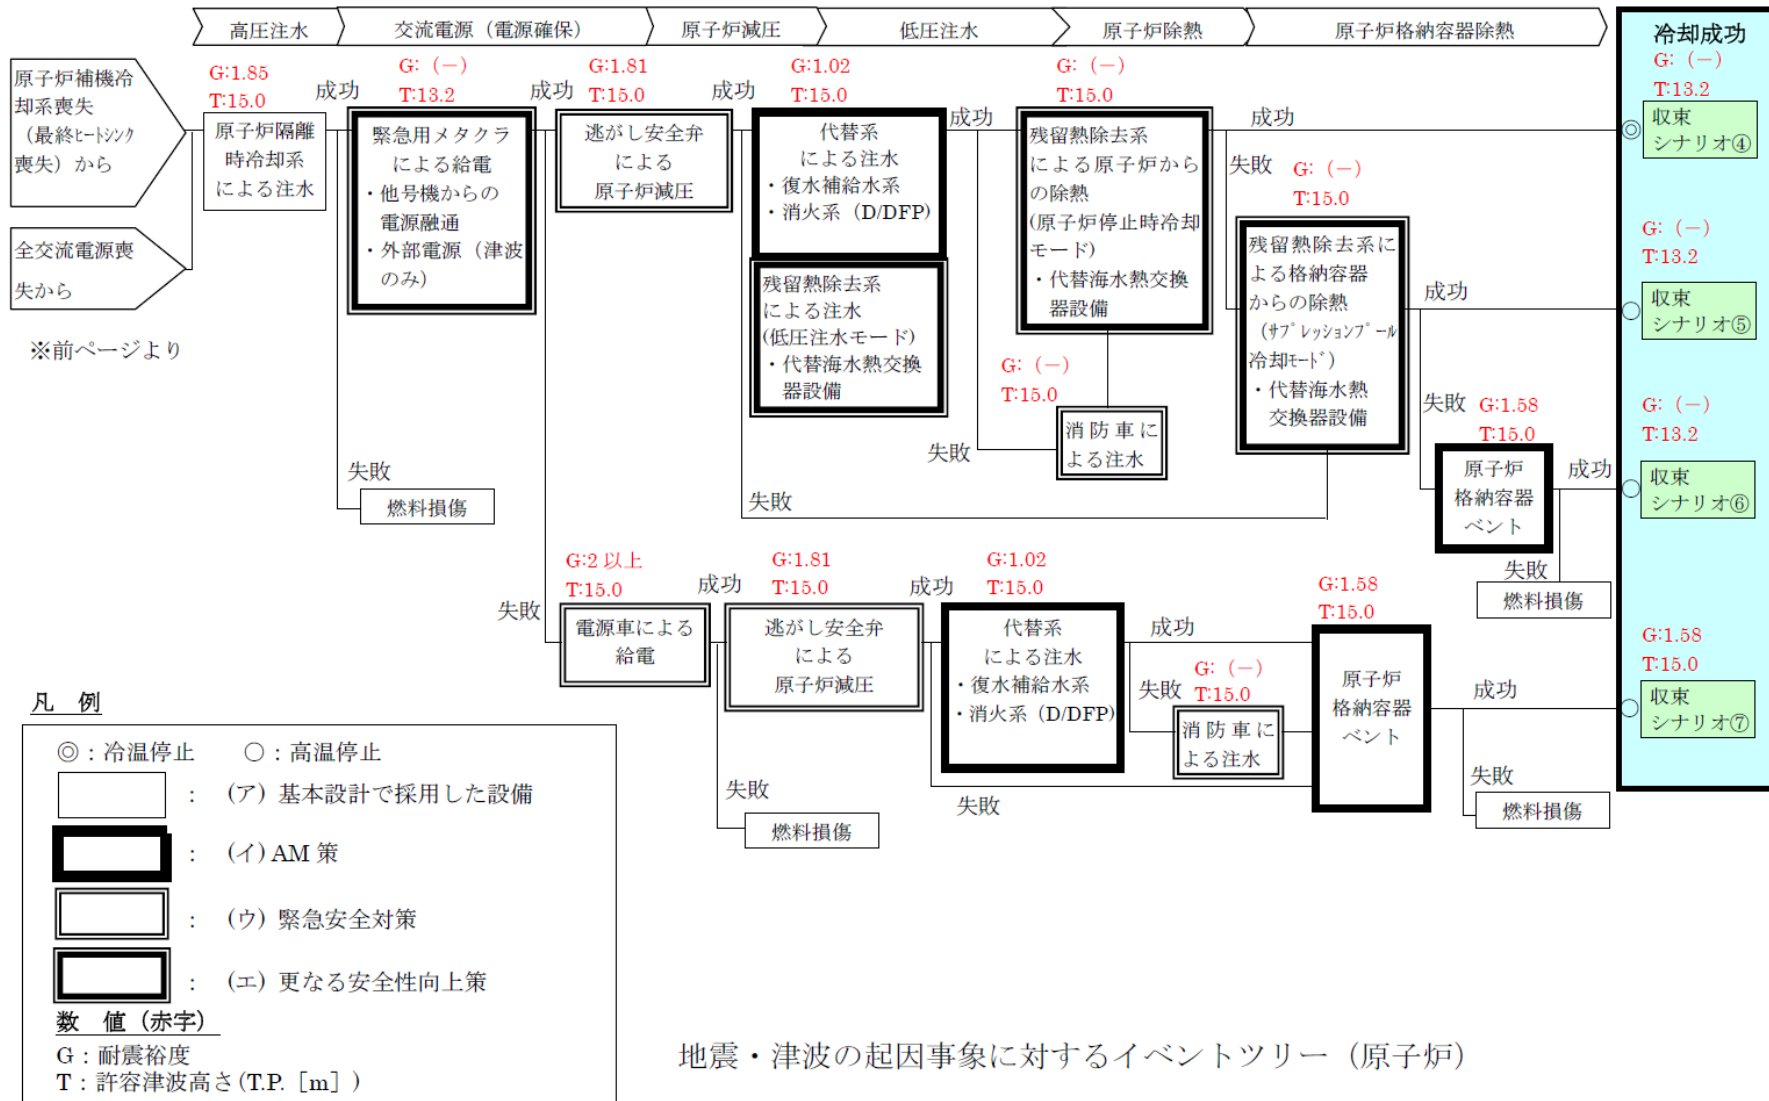 高圧注水
交流電源（電源確保）
原子炉減圧
低圧注水
原子炉除熱
原子炉格納容器除熱
冷却成功
G:（－）
T:13.2
原子炉補機冷
却系喪失
（最終ﾋｰﾄｼﾝｸ
喪失）から
全交流電源喪
失から
※前ページより
G:1.85
T:15.0
原子炉隔離
時冷却系
による注水
成功
G:（－）
T:13.2
緊急用メタクラ
による給電
・他号機からの
電源融通
・外部電源（津波
のみ）
失敗
燃料損傷
成功
G:1.81
T:15.0
逃がし安全弁
による
原子炉減圧
成功
G:1.02
T:15.0
代替系
による注水
・復水補給水系
・消火系（D/DFP）
残留熱除去系
による注水
(低圧注水モード)
・代替海水熱交換
器設備
失敗
成功
G:（－）
T:15.0
残留熱除去系
による原子炉から
の除熱
(原子炉停止時冷却
モード)
・代替海水熱交換
器設備
失敗
G:（－）
T:15.0
消防車に
よる注水
成功
失敗
G:（－）
T:15.0
残留熱除去系に
よる格納容器
からの除熱
（ｻﾌﾟﾚｯｼｮﾝﾌﾟｰﾙ
冷却ﾓｰﾄﾞ）
・代替海水熱
交換器設備
成功
失敗
G:1.58
T:15.0
原子炉
格納容器
ベント
成功
失敗
燃料損傷
◎
収束
シナリオ④
G:（－）
T:13.2
○
収束
シナリオ⑤
G:（－）
T:13.2
○
収束
シナリオ⑥
失敗
G:2 以上
T:15.0
電源車による
給電
成功
失敗
燃料損傷
G:1.81
T:15.0
逃がし安全弁
による
原子炉減圧
成功
失敗
G:1.02
T:15.0
代替系
による注水
・復水補給水系
・消火系（D/DFP）
成功
失敗
G:（－）
T:15.0
消防車に
よる注水
G:1.58
T:15.0
原子炉
格納容器
ベント
成功
失敗
燃料損傷
G:1.58
T:15.0
○
収束
シナリオ⑦
凡　例
◎：冷温停止　○：高温停止
：（ア）基本設計で採用した設備
：（イ）AM 策
：（ウ）緊急安全対策
：（エ）更なる安全性向上策
数　値（赤字）
G：耐震裕度
T：許容津波高さ(T.P.［m］)
地震・津波の起因事象に対するイベントツリー（原子炉）